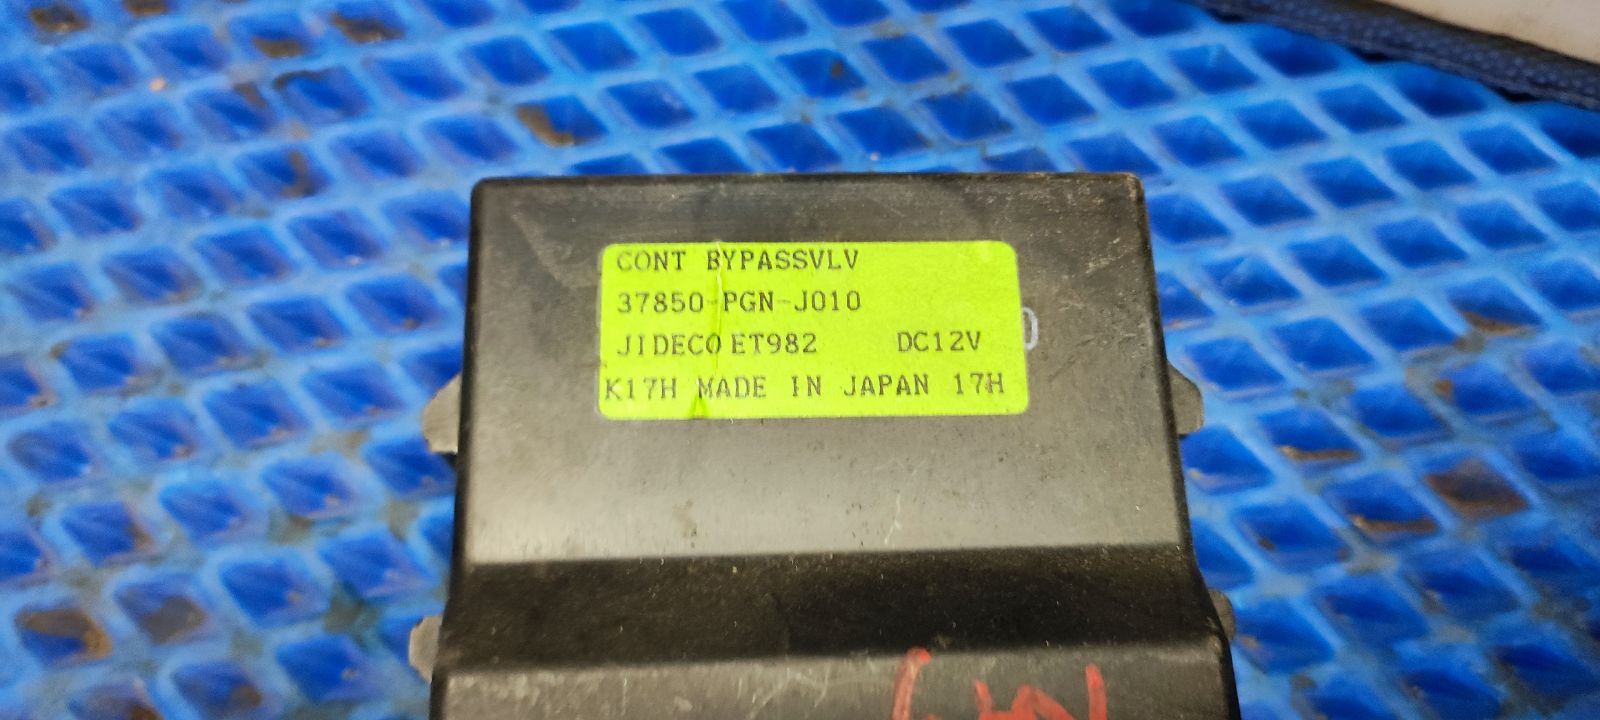 CONT BYPASSVLV
37850-PGN-J010
JIDECO ET982 DC12V
K17H MADE IN JAPAN 17H